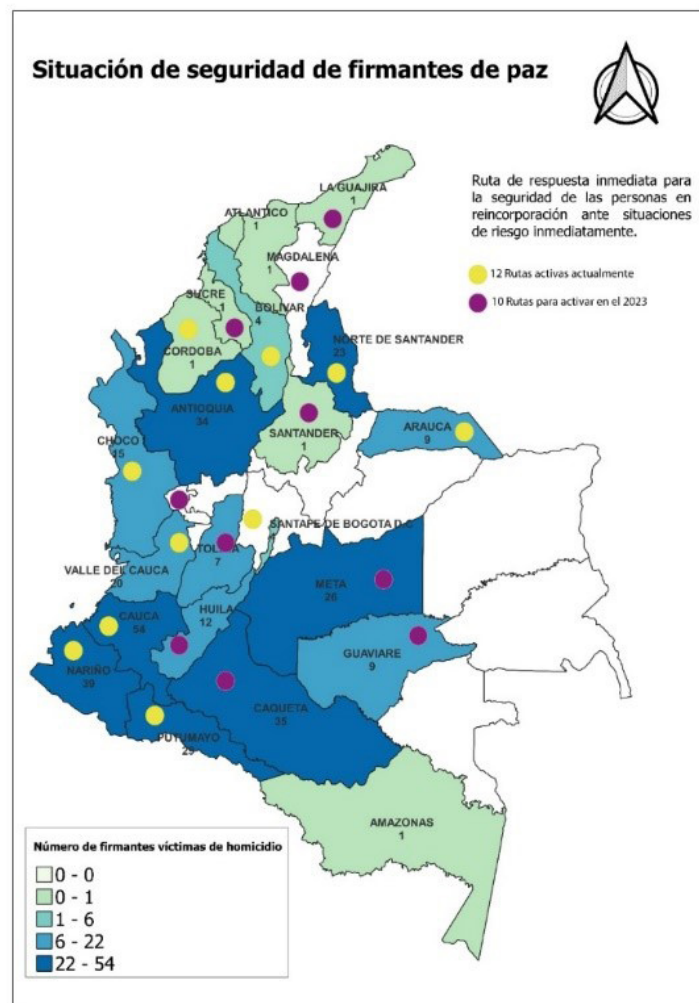 Situación de seguridad de firmantes de paz
Ruta de respuesta inmediata para
la seguridad de las personas en
reincorporación ante situaciones
de riesgo inmediatamente.
12 Rutas activas actualmente
10 Rutas para activar en el 2023
LA GUAJIRA
1
ATLANTICO
1
MAGDALENA
1
SUCRE
1
BOLIVAR
4
CORDOBA
1
NORTE DE SANTANDER
23
ANTIOQUIA
34
SANTANDER
1
ARAUCA
9
CHOCO
15
SANTAFE DE BOGOTA D.C
7
VALLE DEL CAUCA
20
META
26
HUILA
12
CAUCA
54
GUAVIARE
9
NARIÑO
CAQUETA
35
PUTUMAYO
AMAZONAS
1
Número de firmantes víctimas de homicidio
0 - 0
0 - 1
1 - 6
6 - 22
22 - 54